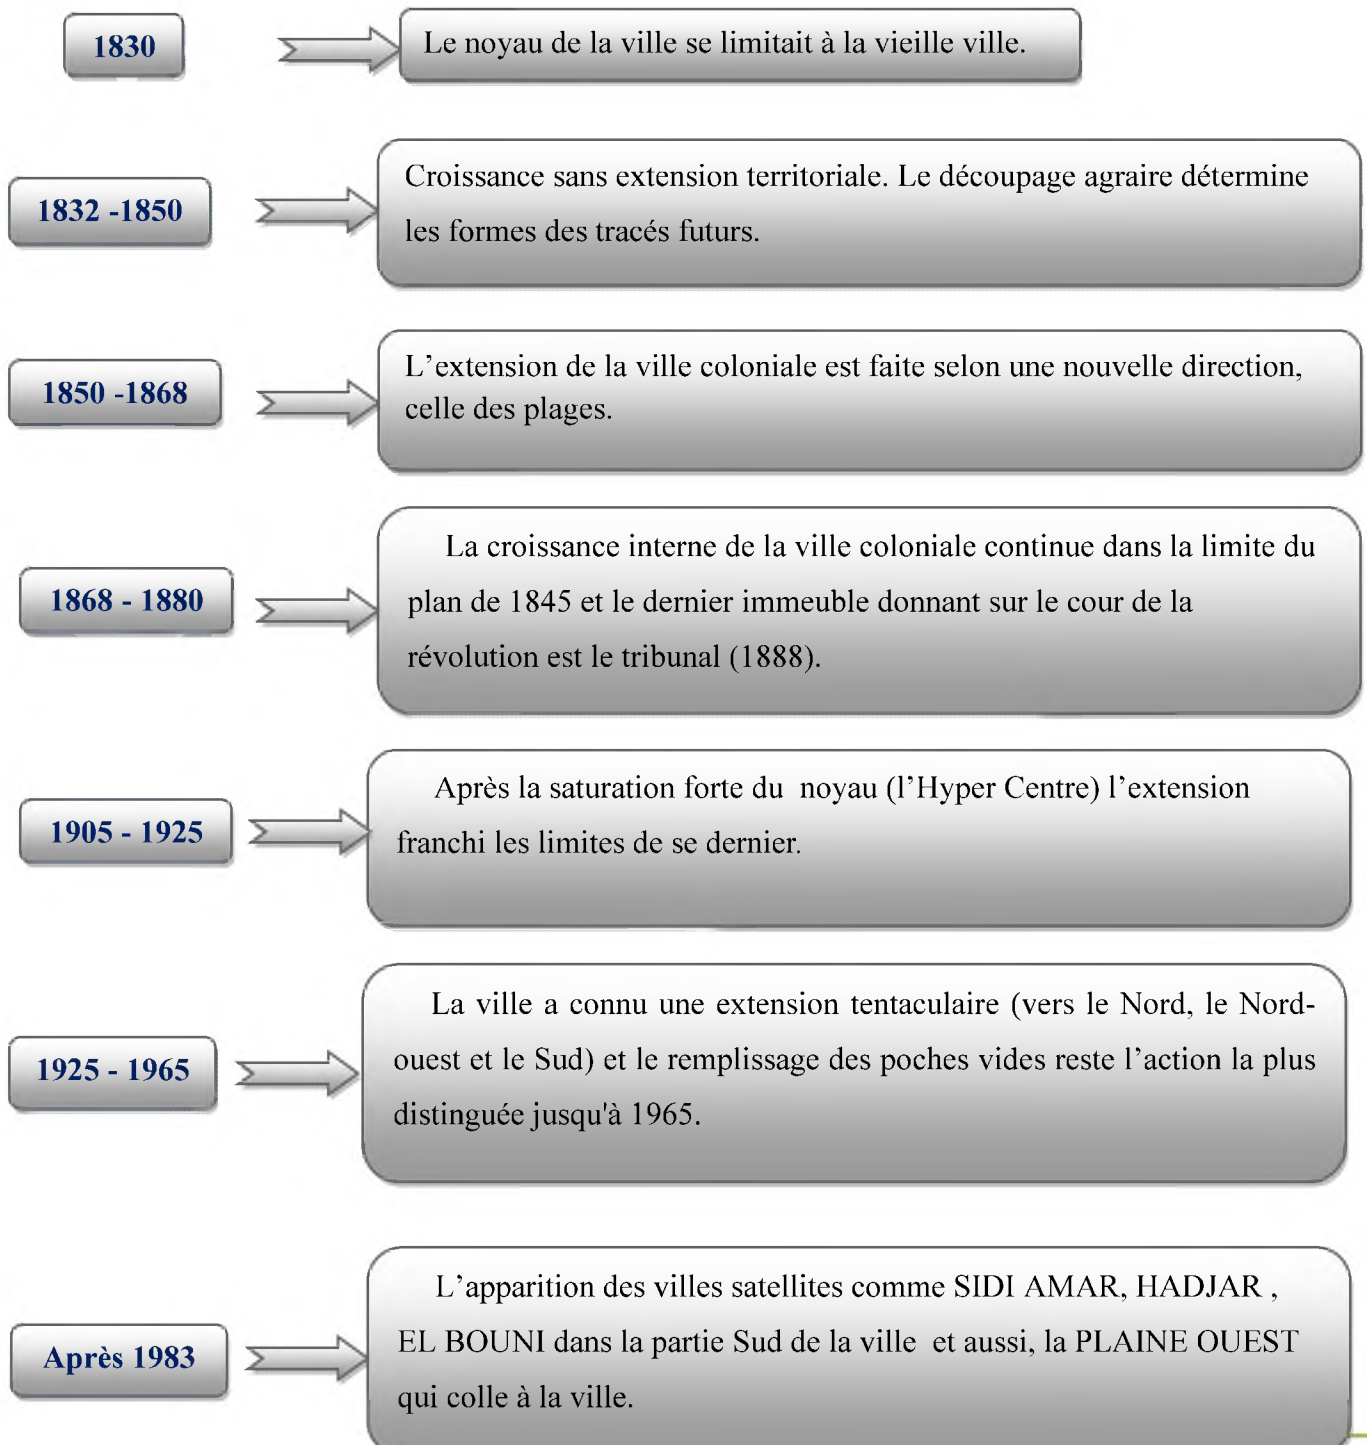 1830
Le noyau de la ville se limitait à la vieille ville.
1832 -1850
Croissance sans extension territoriale. Le découpage agraire détermine
les formes des tracés futurs.
1850 -1868
L’extension de la ville coloniale est faite selon une nouvelle direction,
celle des plages.
1868 - 1880
La croissance interne de la ville coloniale continue dans la limite du
plan de 1845 et le dernier immeuble donnant sur le cour de la
révolution est le tribunal (1888).
1905 - 1925
Après la saturation forte du  noyau (l’Hyper Centre) l’extension
franchi les limites de se dernier.
1925 - 1965
La ville a connu une extension tentaculaire (vers le Nord, le Nord-
ouest et le Sud) et le remplissage des poches vides reste l’action la plus
distinguée jusqu'à 1965.
Après 1983
L’apparition des villes satellites comme SIDI AMAR, HADJAR ,
EL BOUNI dans la partie Sud de la ville  et aussi, la PLAINE OUEST
qui colle à la ville.